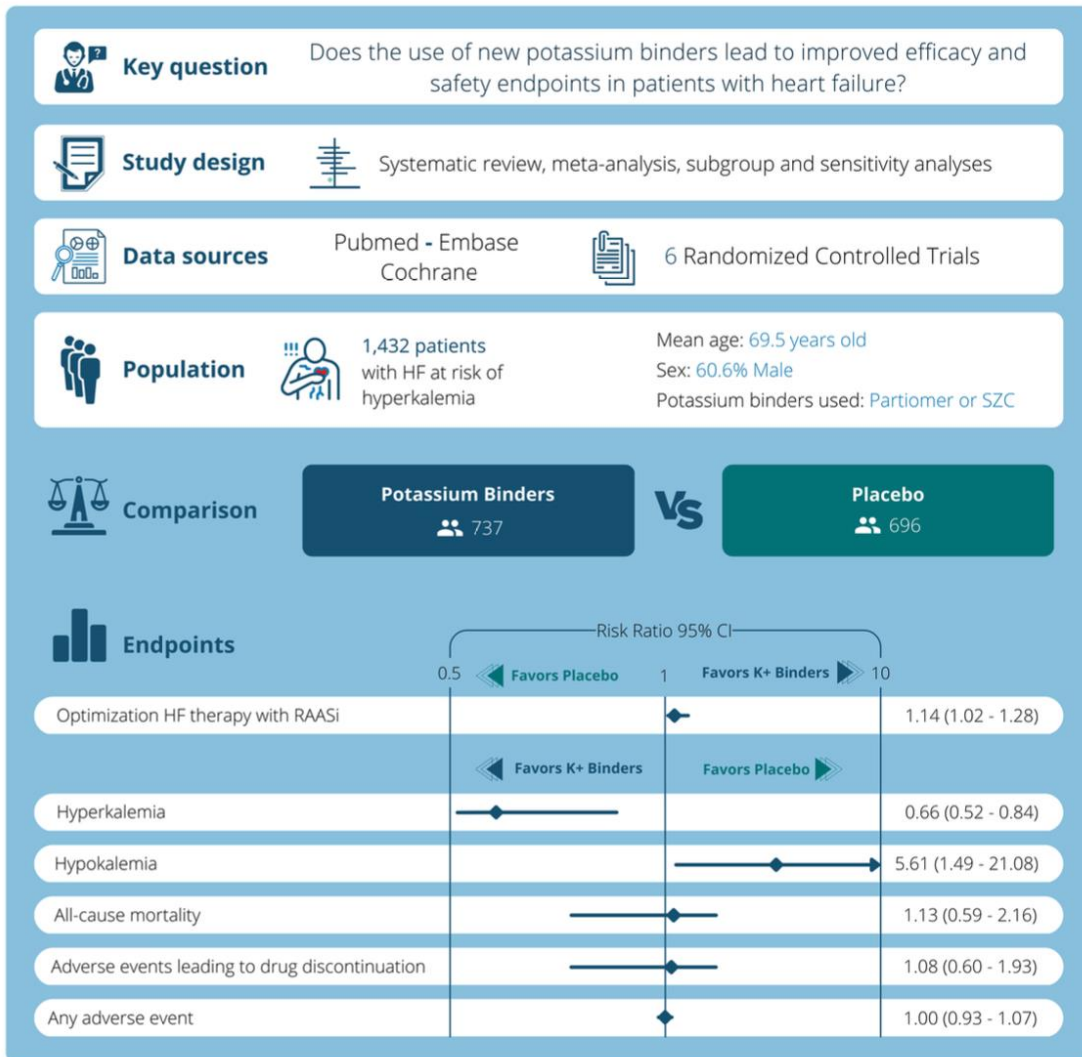 Key question
Does the use of new potassium binders lead to improved efficacy and
safety endpoints in patients with heart failure?
Study design
Systematic review, meta-analysis, subgroup and sensitivity analyses
Data sources
Pubmed - Embase
Cochrane
6 Randomized Controlled Trials
Population
1,432 patients
with HF at risk of
hyperkalemia
Mean age: 69.5 years old
Sex: 60.6% Male
Potassium binders used: Partiomer or SZC
Comparison
Potassium Binders
737
VS
Placebo
696
Endpoints
Risk Ratio 95% CI
0.5
Favors Placebo
1
Favors K+ Binders
10
Optimization HF therapy with RAASi
1.14 (1.02 - 1.28)
Favors K+ Binders
Favors Placebo
Hyperkalemia
0.66 (0.52 - 0.84)
Hypokalemia
5.61 (1.49 - 21.08)
All-cause mortality
1.13 (0.59 - 2.16)
Adverse events leading to drug discontinuation
1.08 (0.60 - 1.93)
Any adverse event
1.00 (0.93 - 1.07)